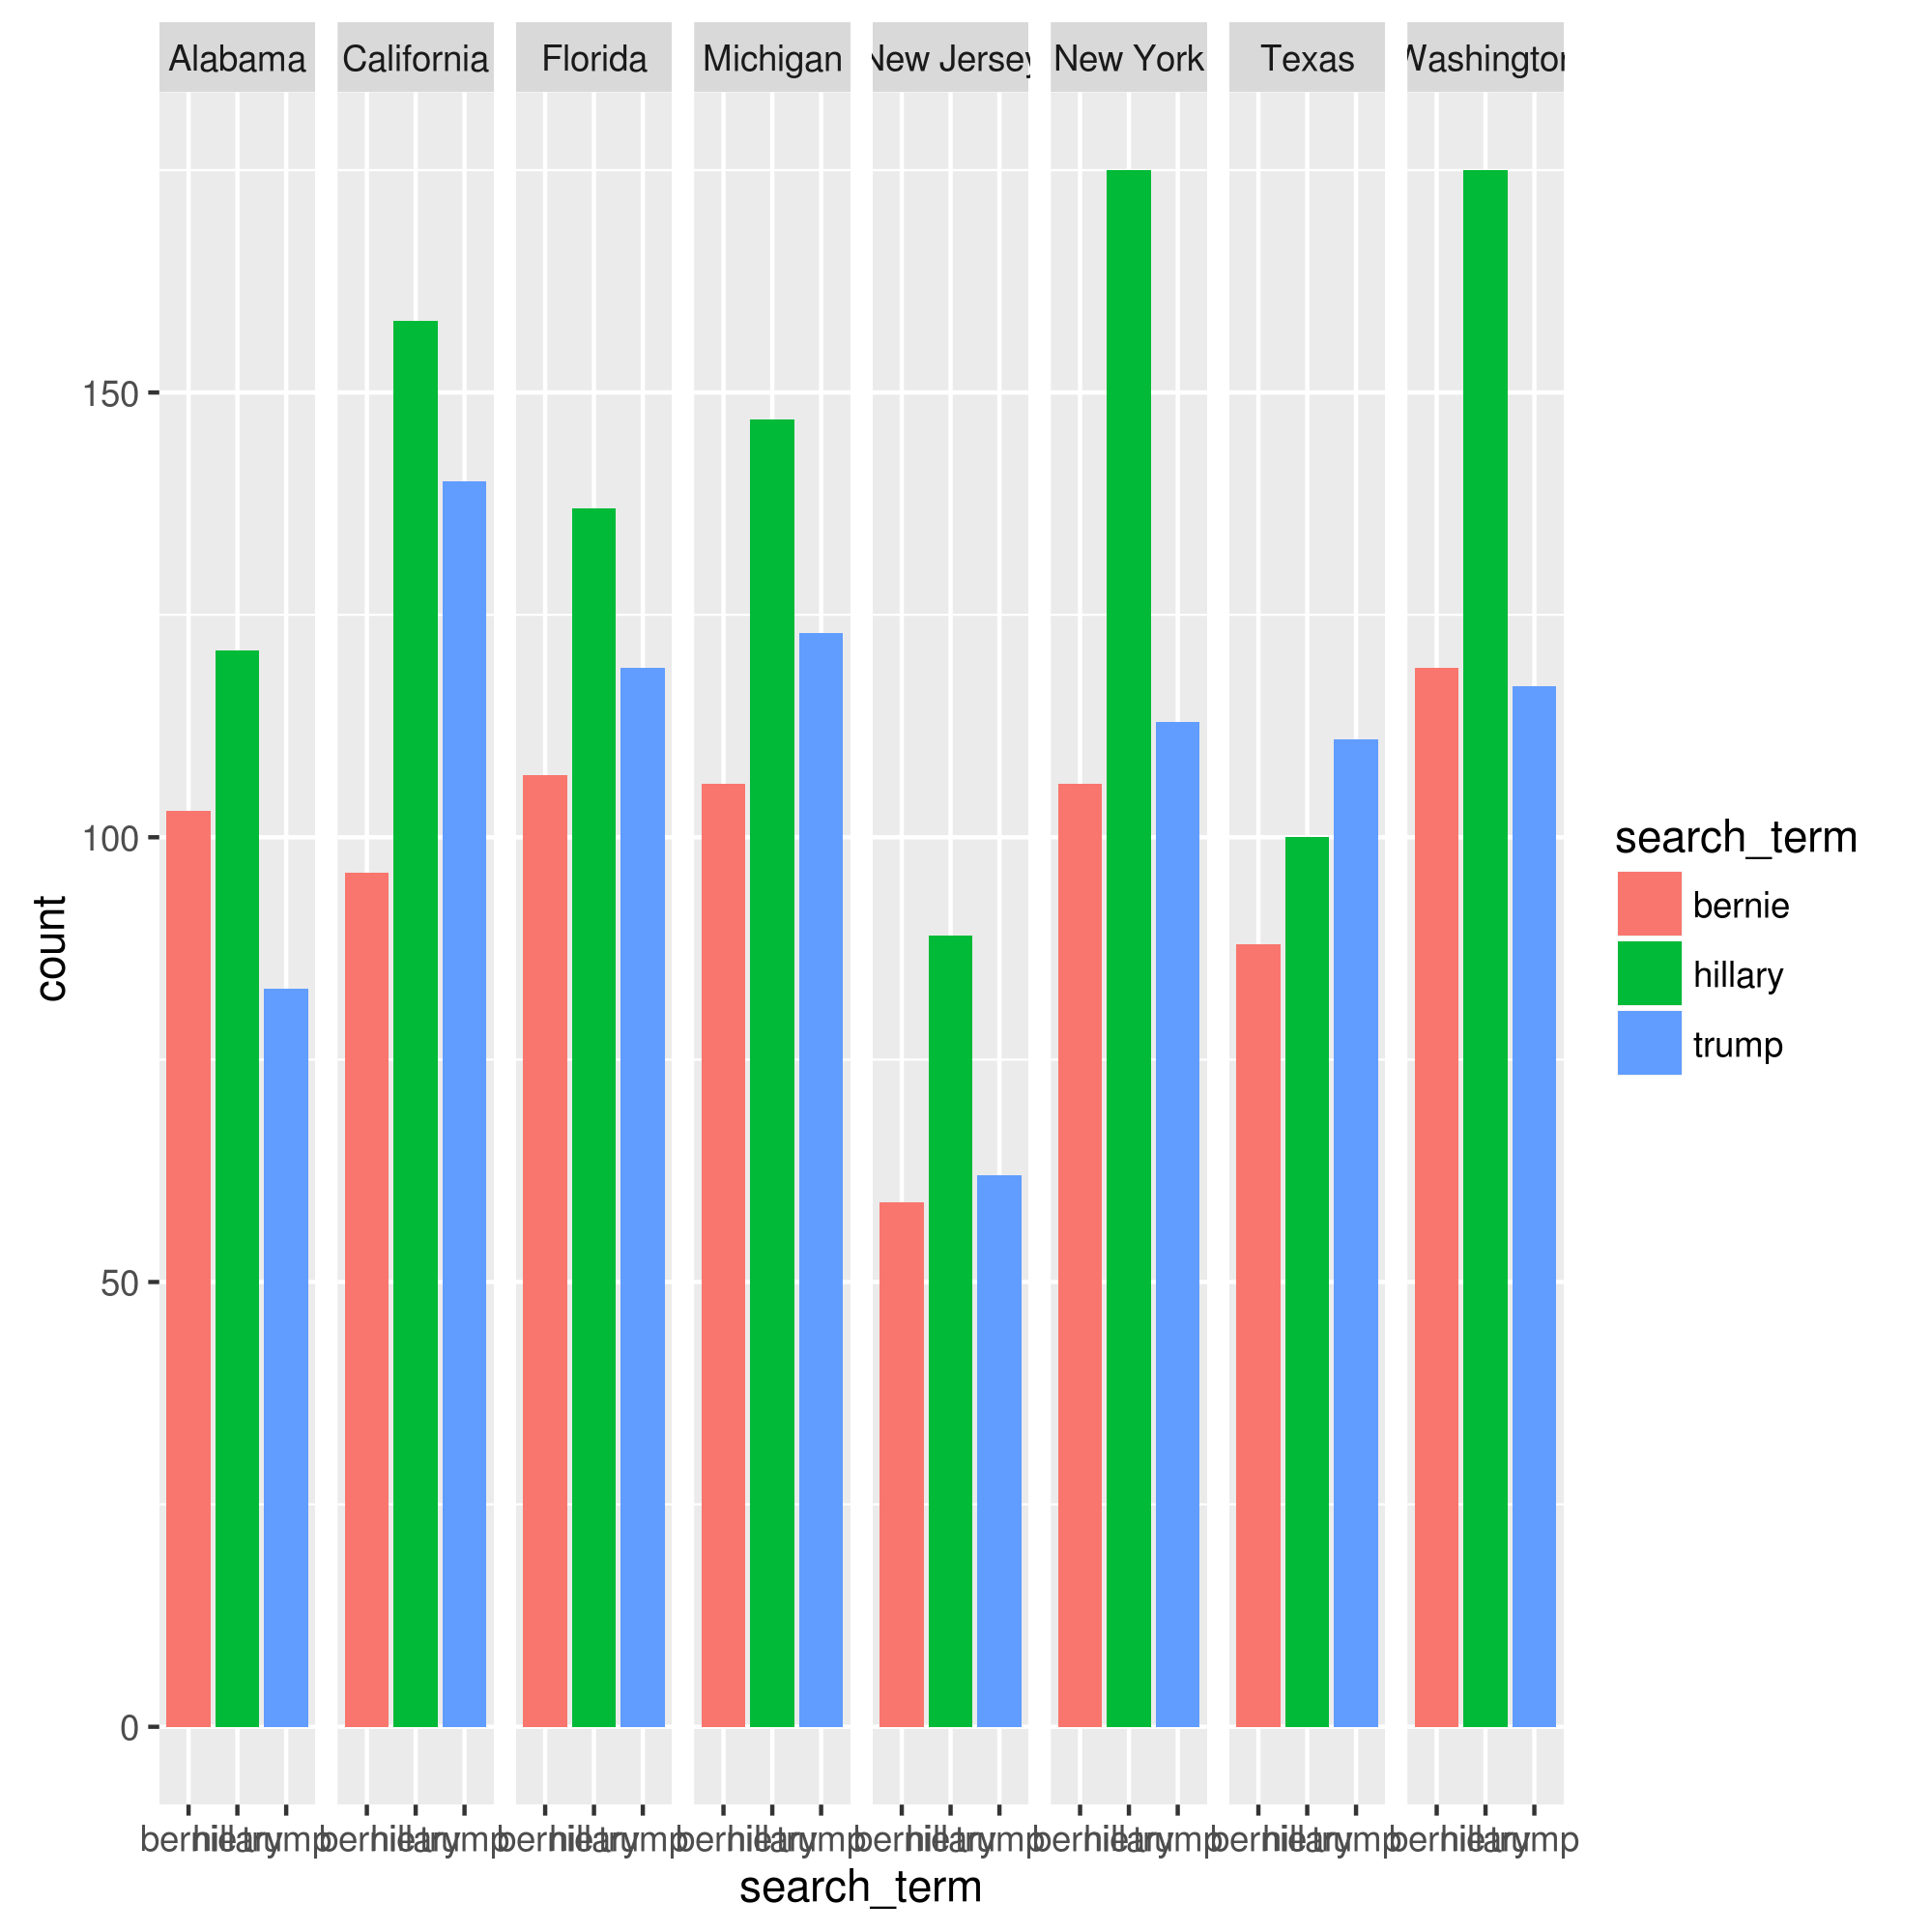 Alabama California Florida Michigan New Jersey New York Texas Washington
150
100
50
0
count
bernie hillary trump bernie hillary trump bernie hillary trump bernie hillary trump bernie hillary trump bernie hillary trump bernie hillary trump bernie hillary trump
search_term
search_term
bernie
hillary
trump